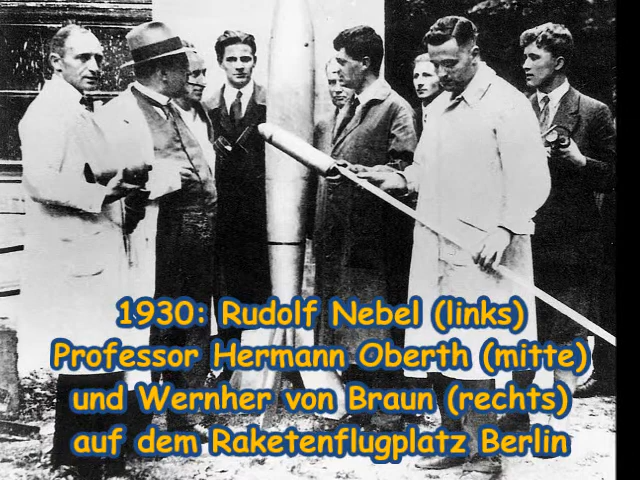 1930: Rudolf Nebel (links)
Professor Hermann Oberth (mitte)
und Wernher von Braun (rechts)
auf dem Raketenflugplatz Berlin